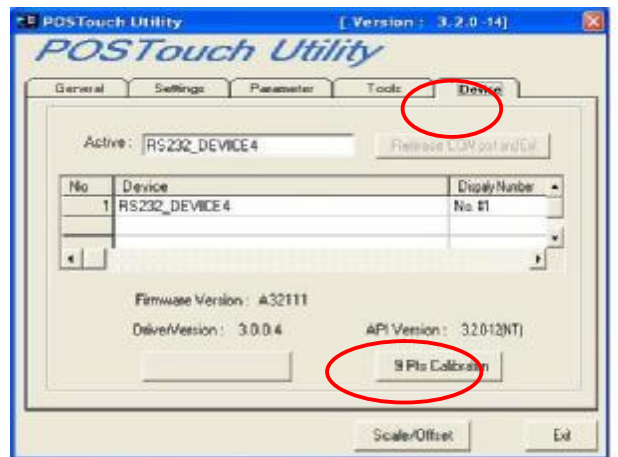 POSTouch Utility [ Version : 3.2.0 -14]
POSTouch Utility
General Settings Parameter Tools Device
Active : RS232_DEVICE4 Remove COM port and Exit
No Device Dispaly Number
1 RS232_DEVICE4 No. #1
Firmware Version : A32111
DriverVersion : 3.0.0.4 API Version : 3.2.0.12(NT)
9 Pts Calibration
Scale/Offset Exit